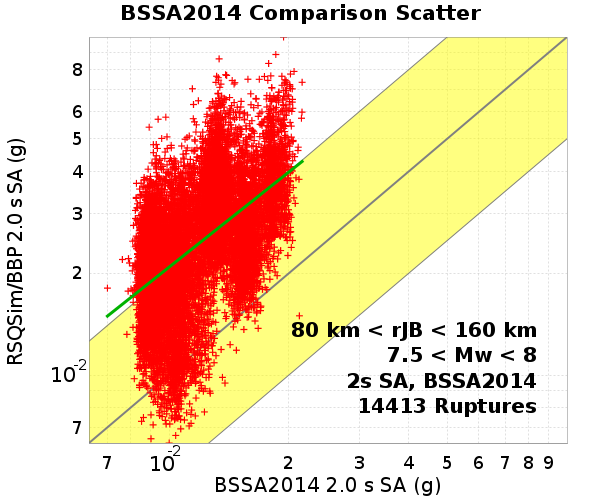 BSSA2014 Comparison Scatter
RSQSim/BBP 2.0 s SA (g)
8
6
5
4
3
2
10-2
7
80 km < rJB < 160 km
7.5 < Mw < 8
2s SA, BSSA2014
14413 Ruptures
7 10-2 2 3 4 5 6 7 8 9
BSSA2014 2.0 s SA (g)